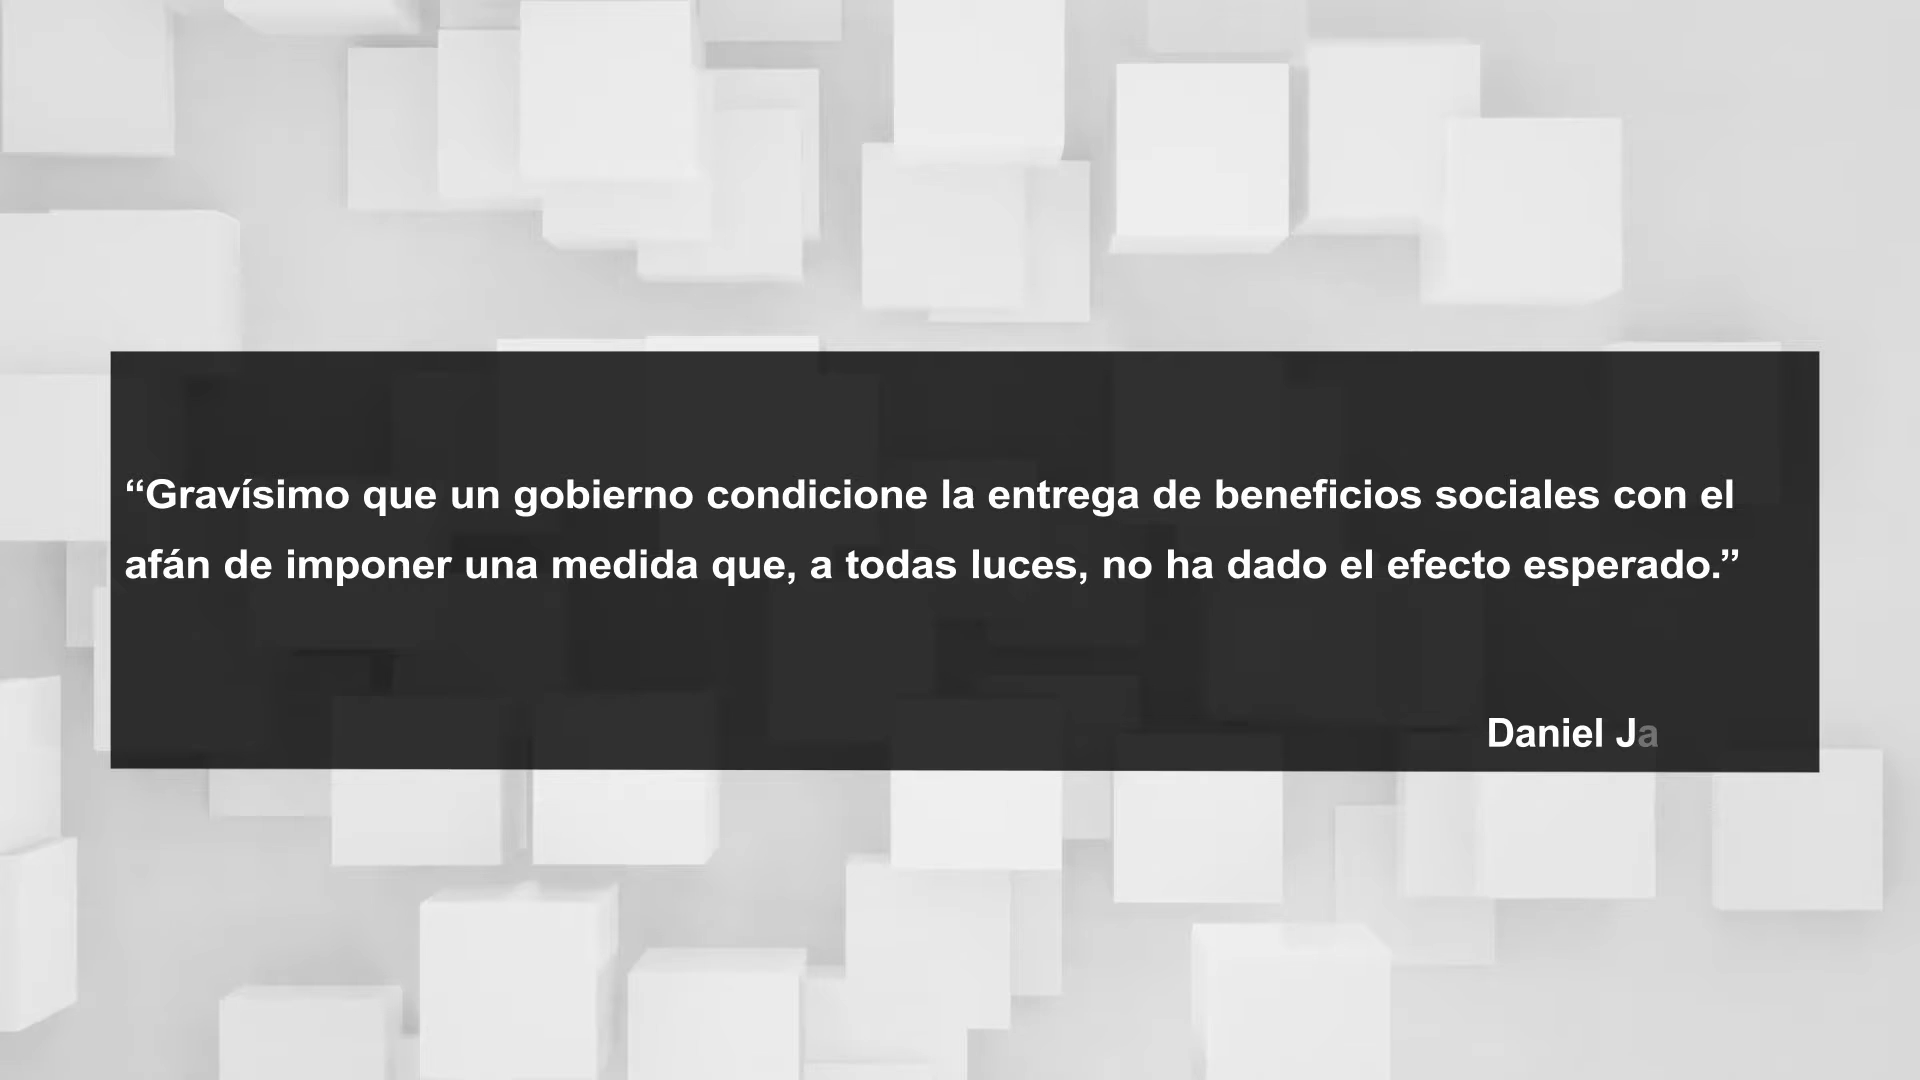 “Gravísimo que un gobierno condicione la entrega de beneficios sociales con el
afán de imponer una medida que, a todas luces, no ha dado el efecto esperado.”
Daniel Ja